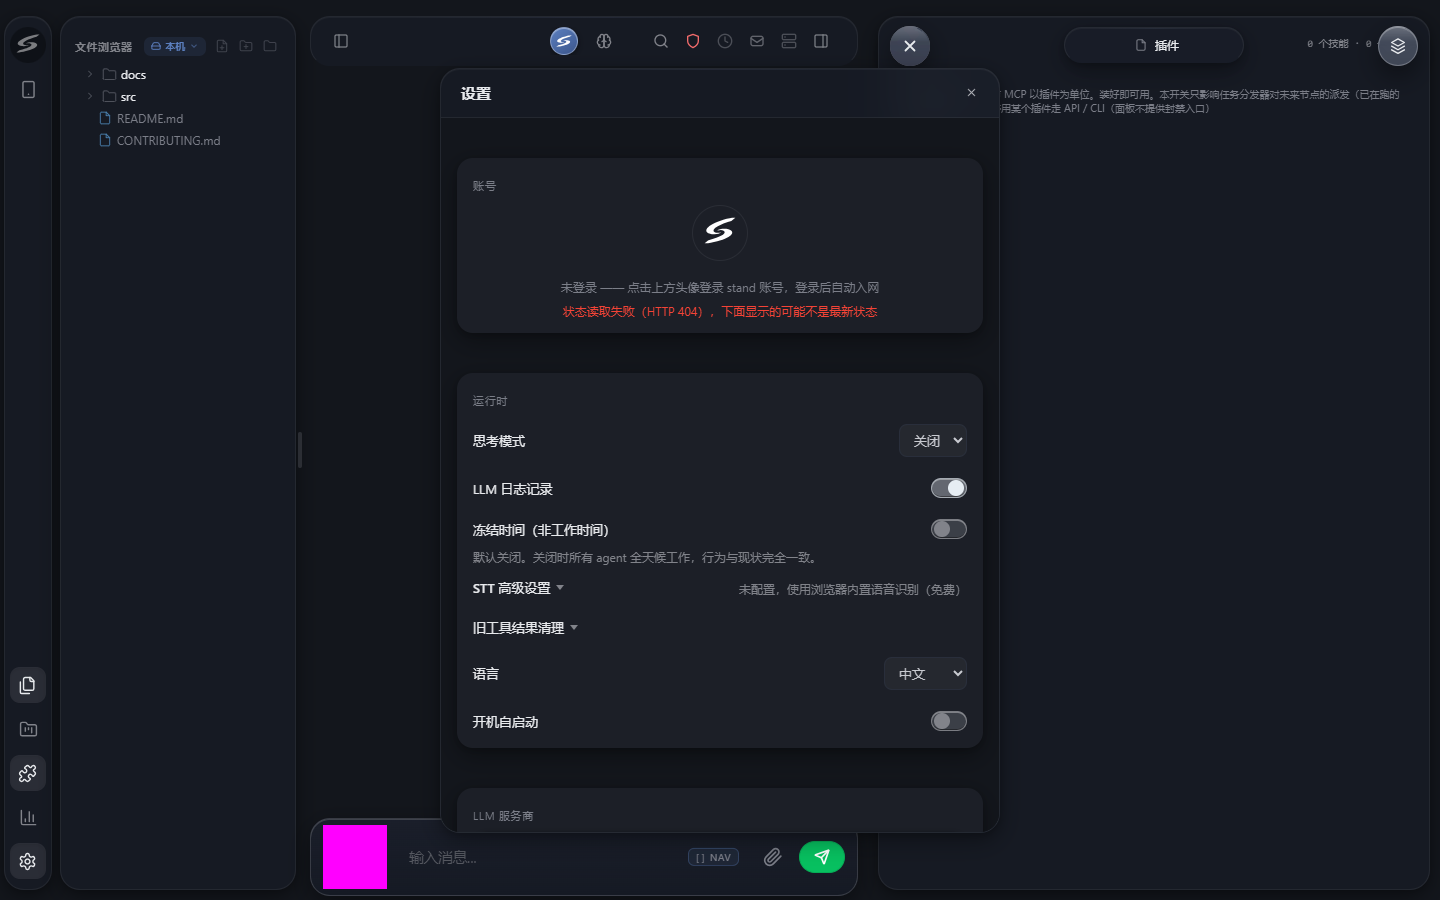 文件浏览器
本机
docs
src
README.md
CONTRIBUTING.md
插件
0 个技能 · 0
MCP 以插件为单位。装好即可用。本开关只影响任务分发器对未来节点的派发（已在跑的
用某个插件走 API / CLI（面板不提供封禁入口）
设置
账号
未登录 —— 点击上方头像登录 stand 账号，登录后自动入网
状态读取失败（HTTP 404），下面显示的可能不是最新状态
运行时
思考模式
关闭
LLM 日志记录
冻结时间（非工作时间）
默认关闭。关闭时所有 agent 全天候工作，行为与现状完全一致。
STT 高级设置
未配置，使用浏览器内置语音识别（免费）
旧工具结果清理
语言
中文
开机自启动
LLM 服务商
输入消息...
[ ] NAV